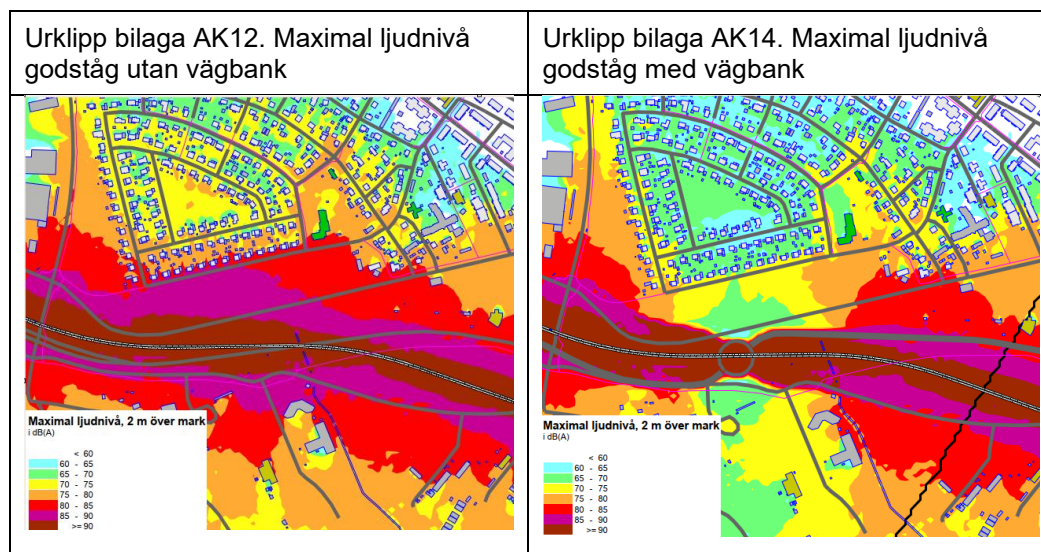 Urklipp bilaga AK12. Maximal ljudnivå
godståg utan vägbank
Urklipp bilaga AK14. Maximal ljudnivå
godståg med vägbank
Maximal ljudnivå, 2 m över mark
i dB(A)
< 60
60 - 65
65 - 70
70 - 75
75 - 80
80 - 85
85 - 90
>= 90
Maximal ljudnivå, 2 m över mark
i dB(A)
< 60
60 - 65
65 - 70
70 - 75
75 - 80
80 - 85
85 - 90
>= 90